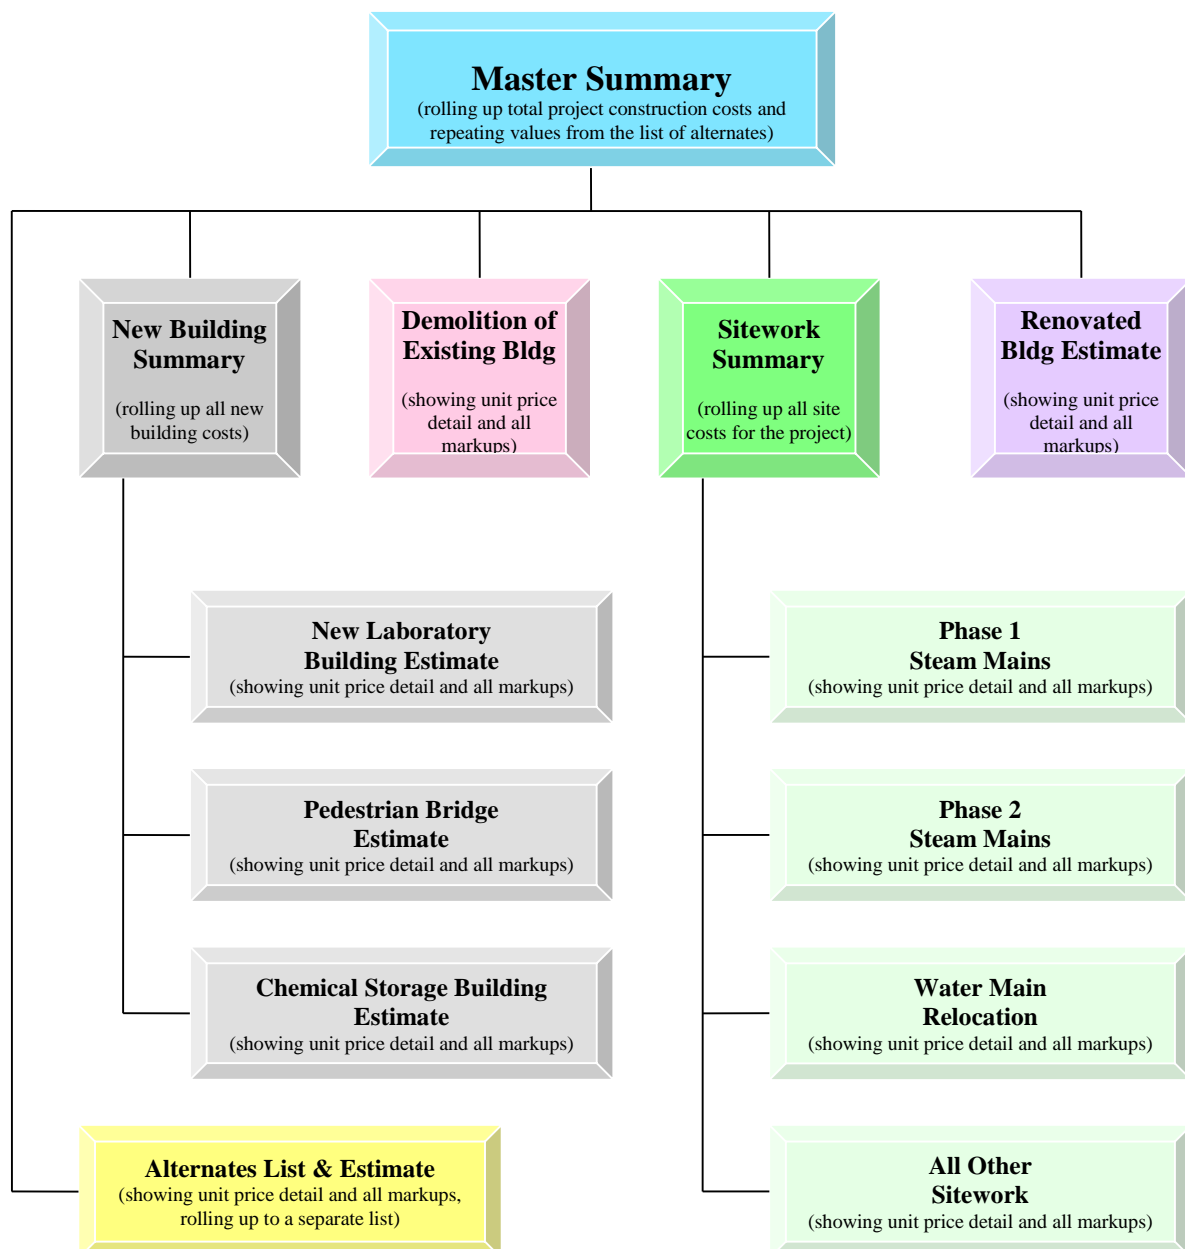 Master Summary
(rolling up total project construction costs and
repeating values from the list of alternates)
New Building
Summary
(rolling up all new
building costs)
Demolition of
Existing Bldg
(showing unit price
detail and all
markups)
Sitework
Summary
(rolling up all site
costs for the project)
Renovated
Bldg Estimate
(showing unit price
detail and all
markups)
New Laboratory
Building Estimate
(showing unit price detail and all markups)
Pedestrian Bridge
Estimate
(showing unit price detail and all markups)
Chemical Storage Building
Estimate
(showing unit price detail and all markups)
Phase 1
Steam Mains
(showing unit price detail and all markups)
Phase 2
Steam Mains
(showing unit price detail and all markups)
Water Main
Relocation
(showing unit price detail and all markups)
All Other
Sitework
(showing unit price detail and all markups)
Alternates List & Estimate
(showing unit price detail and all markups,
rolling up to a separate list)